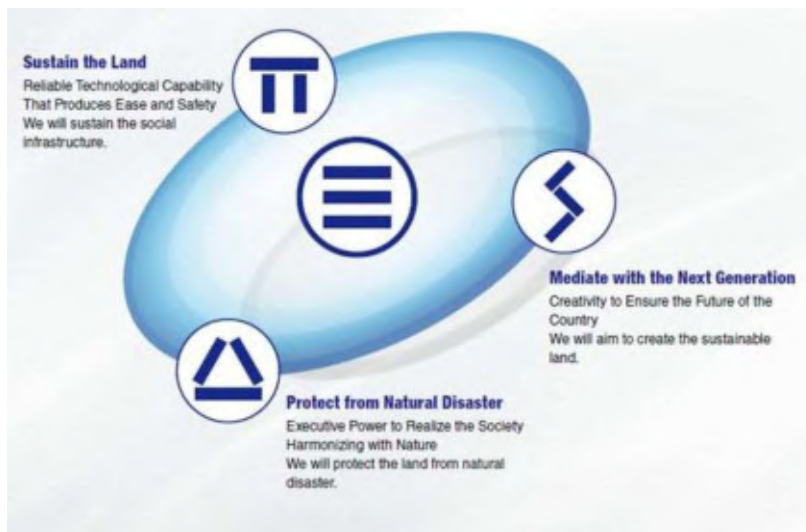 Sustain the Land
Reliable Technological Capability
That Produces Ease and Safety
We will sustain the social
infrastructure.
Mediate with the Next Generation
Creativity to Ensure the Future of the
Country
We will aim to create the sustainable
land.
Protect from Natural Disaster
Executive Power to Realize the Society
Harmonizing with Nature
We will protect the land from natural
disaster.